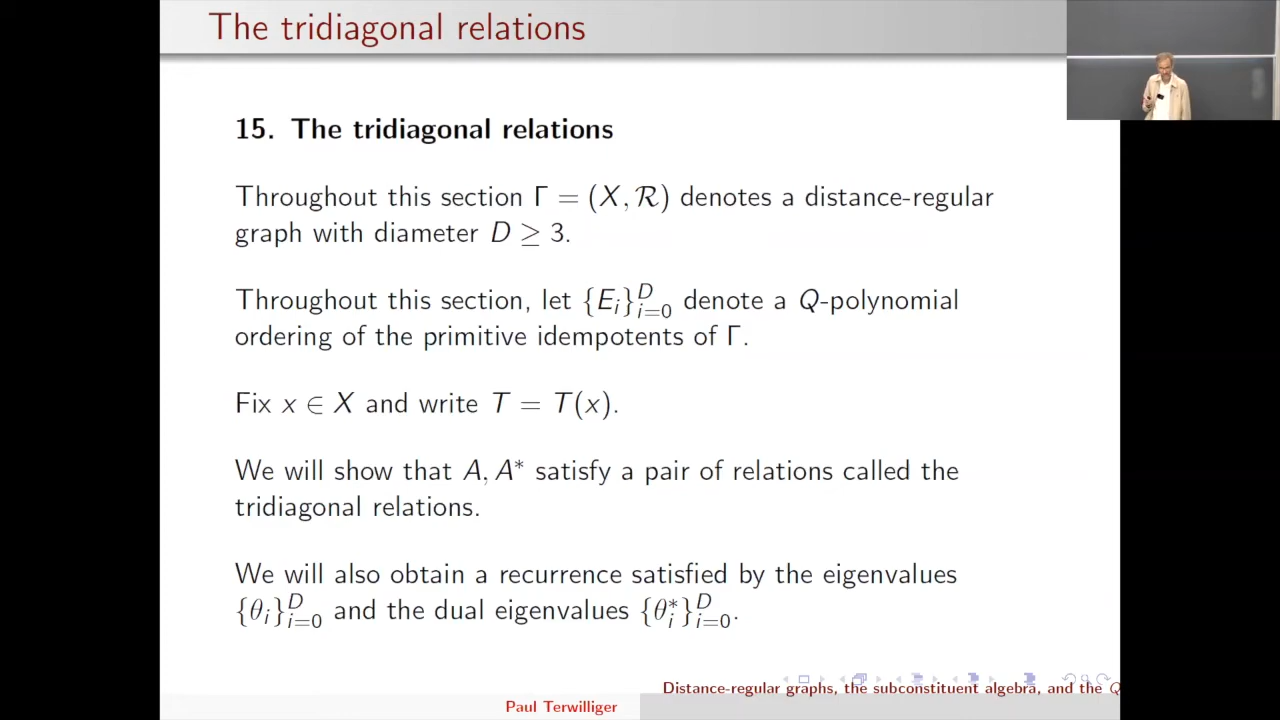 The tridiagonal relations
15. The tridiagonal relations
Throughout this section Γ = (X, ℛ) denotes a distance-regular
graph with diameter D ≥ 3.
Throughout this section, let {E_i}_{i=0}^D denote a Q-polynomial
ordering of the primitive idempotents of Γ.
Fix x ∈ X and write T = T(x).
We will show that A, A* satisfy a pair of relations called the
tridiagonal relations.
We will also obtain a recurrence satisfied by the eigenvalues
{θ_i}_{i=0}^D and the dual eigenvalues {θ_i^*}_{i=0}^D.
Distance-regular graphs, the subconstituent algebra, and the Q
Paul Terwilliger